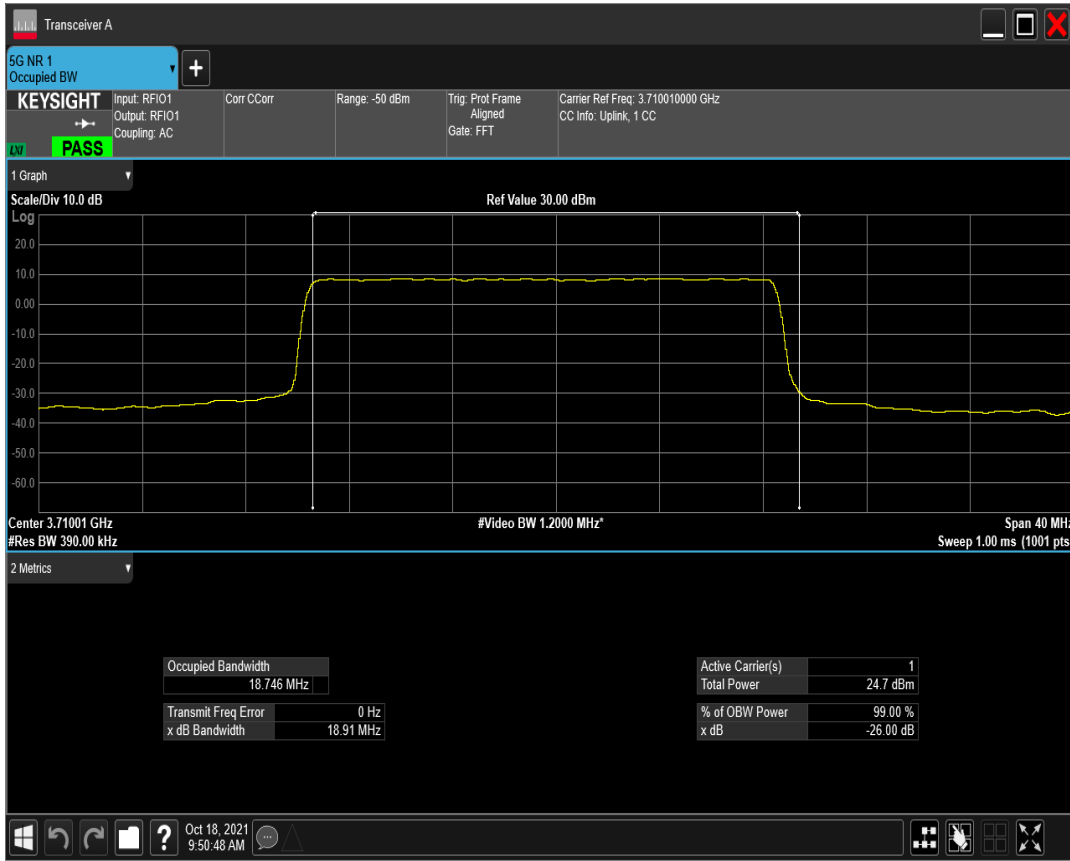 Transceiver A
5G NR 1
Occupied BW
+
KEYSIGHT
LXI
PASS
Input: RFIO1
Output: RFIO1
Coupling: AC
Corr CCorr
Range: -50 dBm
Trig: Prot Frame
Aligned
Gate: FFT
Carrier Ref Freq: 3.710010000 GHz
CC Info: Uplink, 1 CC
1 Graph
Scale/Div 10.0 dB
Ref Value 30.00 dBm
Log
20.0
10.0
0.00
-10.0
-20.0
-30.0
-40.0
-50.0
-60.0
Center 3.71001 GHz
#Video BW 1.2000 MHz*
Span 40 MHz
#Res BW 390.00 kHz
Sweep 1.00 ms (1001 pts
2 Metrics
Occupied Bandwidth
18.746 MHz
Transmit Freq Error 0 Hz
x dB Bandwidth 18.91 MHz
Active Carrier(s) 1
Total Power 24.7 dBm
% of OBW Power 99.00 %
x dB -26.00 dB
?
Oct 18, 2021
9:50:48 AM